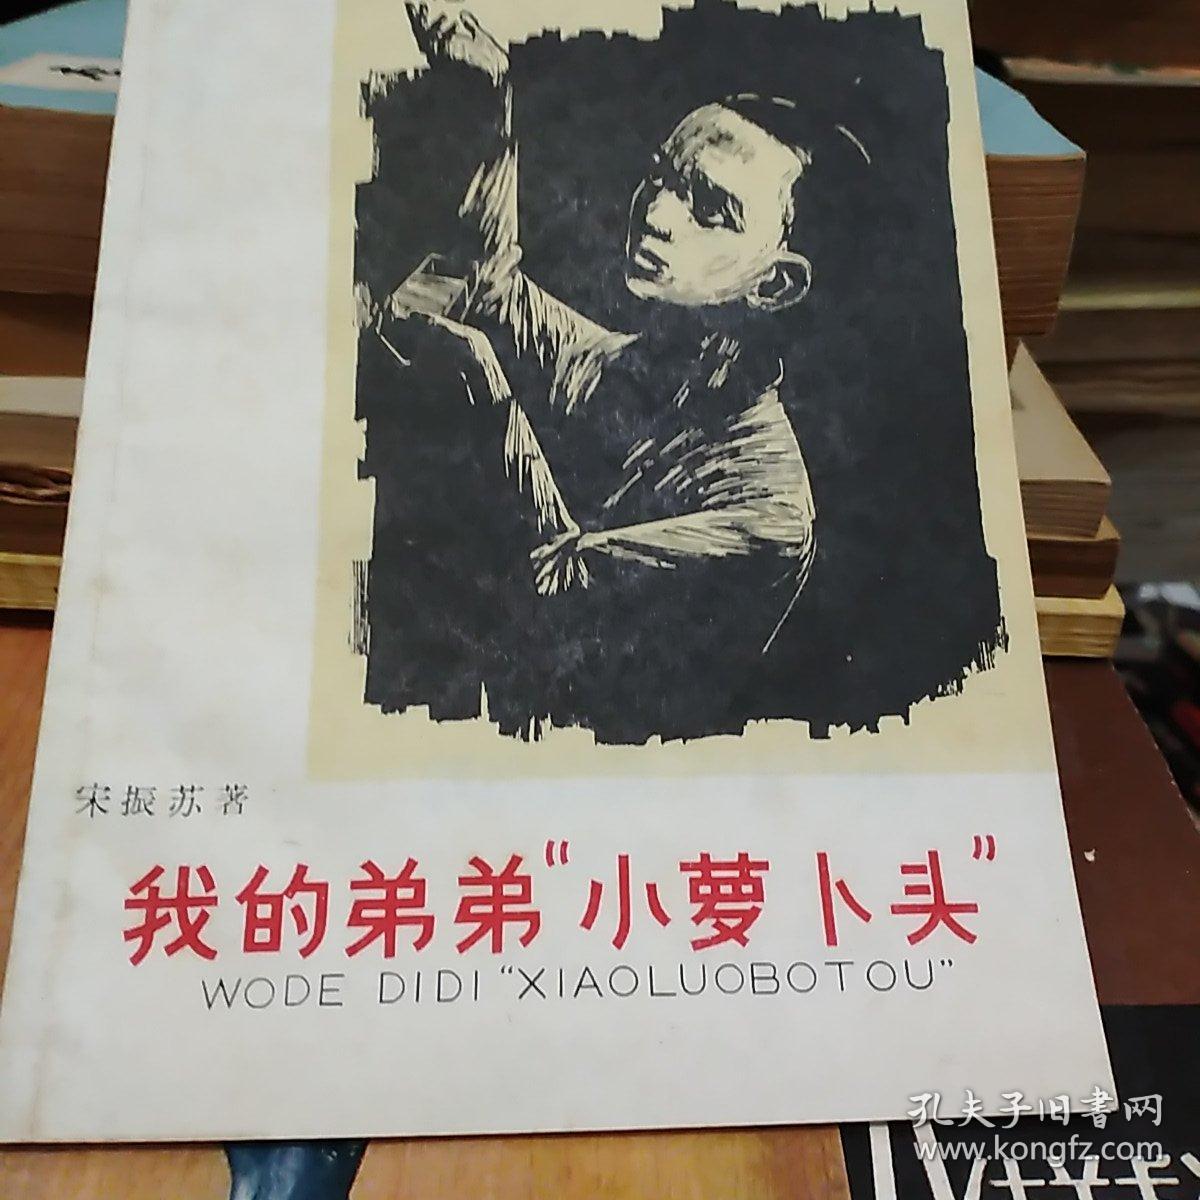 宋振苏著
我的弟弟“小萝卜头”
WODE DIDI “XIAOLUOBOTOU”
孔夫子旧书网
www.kongfz.com